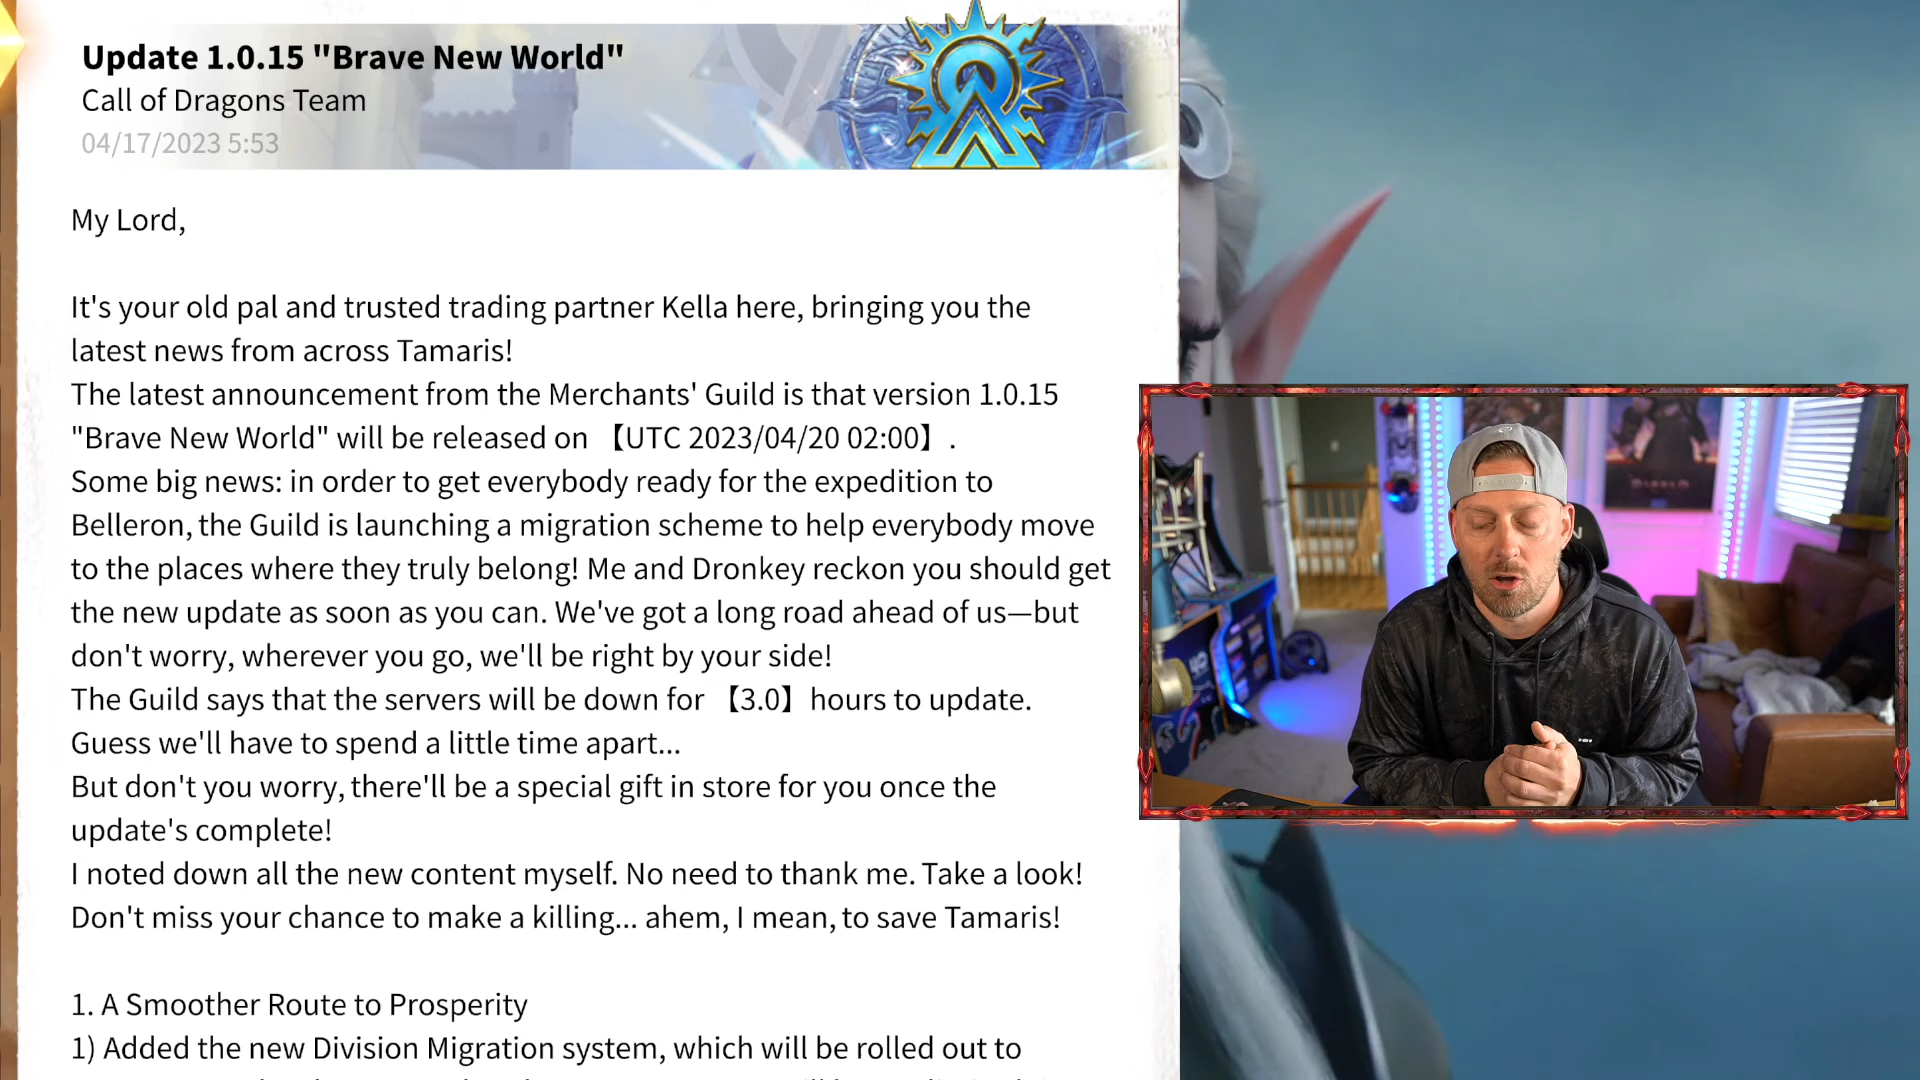 Update 1.0.15 "Brave New World"
Call of Dragons Team
04/17/2023 5:53
My Lord,
It's your old pal and trusted trading partner Kella here, bringing you the
latest news from across Tamaris!
The latest announcement from the Merchants' Guild is that version 1.0.15
"Brave New World" will be released on 【UTC 2023/04/20 02:00】.
Some big news: in order to get everybody ready for the expedition to
Belleron, the Guild is launching a migration scheme to help everybody move
to the places where they truly belong! Me and Dronkey reckon you should get
the new update as soon as you can. We've got a long road ahead of us—but
don't worry, wherever you go, we'll be right by your side!
The Guild says that the servers will be down for 【3.0】hours to update.
Guess we'll have to spend a little time apart...
But don't you worry, there'll be a special gift in store for you once the
update's complete!
I noted down all the new content myself. No need to thank me. Take a look!
Don't miss your chance to make a killing... ahem, I mean, to save Tamaris!
1. A Smoother Route to Prosperity
1) Added the new Division Migration system, which will be rolled out to
DIABLO